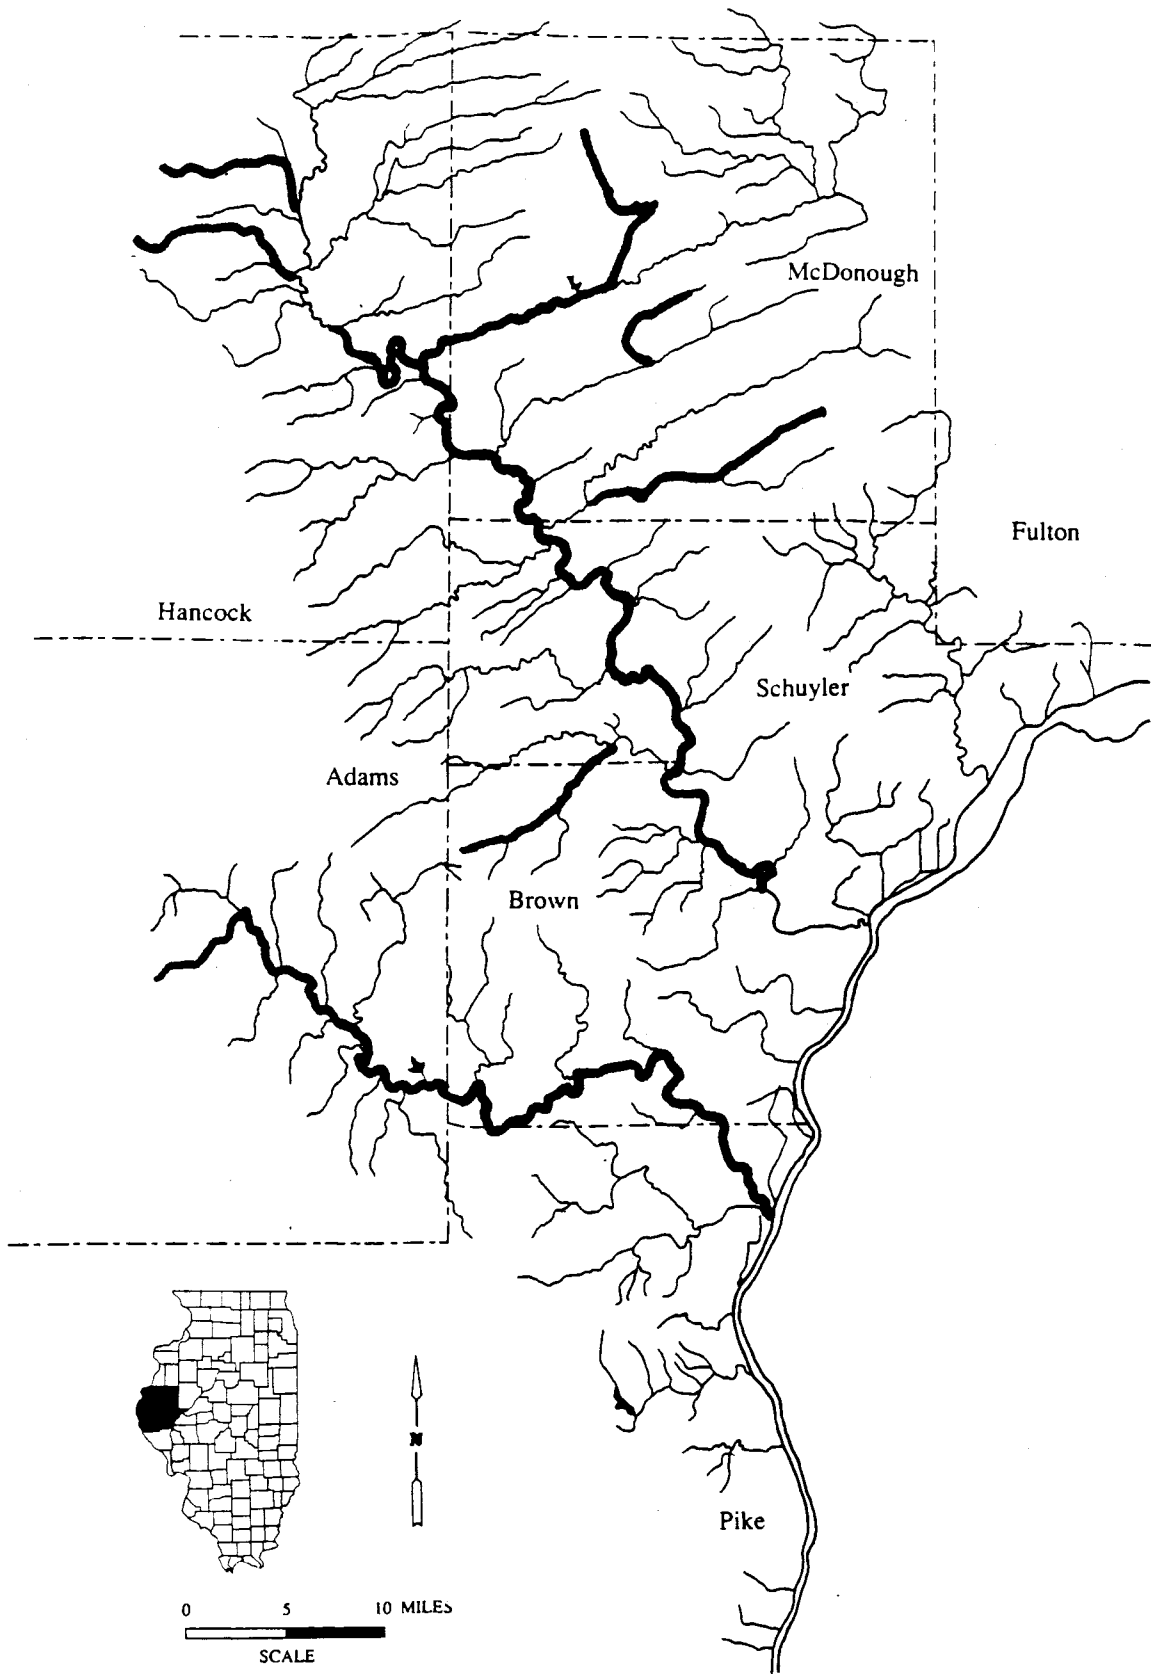 McDonough
Fulton
Hancock
Schuyler
Adams
Brown
N
Pike
0 5 10 MILES
SCALE